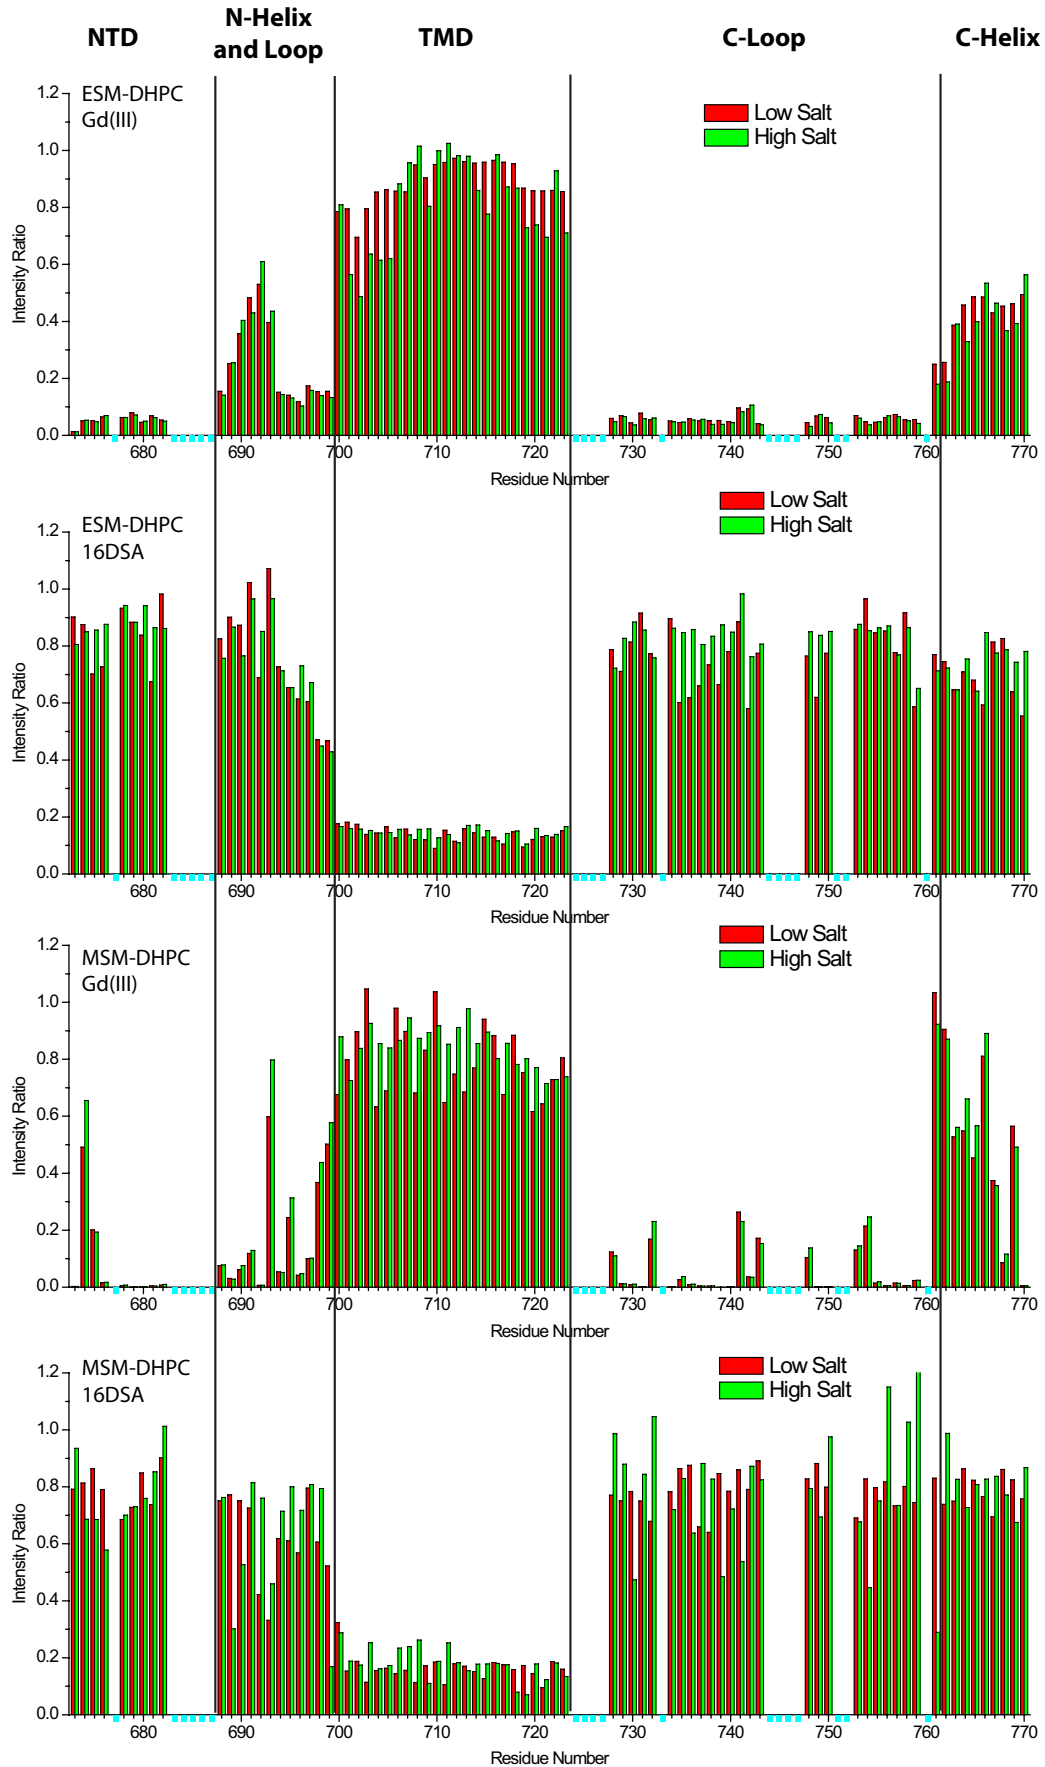 NTD
N-Helix
and Loop
TMD
C-Loop
C-Helix
ESM-DHPC
Gd(III)
Low Salt
High Salt
Intensity Ratio
1.2
1.0
0.8
0.6
0.4
0.2
0.0
680 690 700 710 720 730 740 750 760 770
Residue Number
ESM-DHPC
16DSA
Low Salt
High Salt
Intensity Ratio
1.2
1.0
0.8
0.6
0.4
0.2
0.0
680 690 700 710 720 730 740 750 760 770
Residue Number
MSM-DHPC
Gd(III)
Low Salt
High Salt
Intensity Ratio
1.2
1.0
0.8
0.6
0.4
0.2
0.0
680 690 700 710 720 730 740 750 760 770
Residue Number
MSM-DHPC
16DSA
Low Salt
High Salt
Intensity Ratio
1.2
1.0
0.8
0.6
0.4
0.2
0.0
680 690 700 710 720 730 740 750 760 770
Residue Number